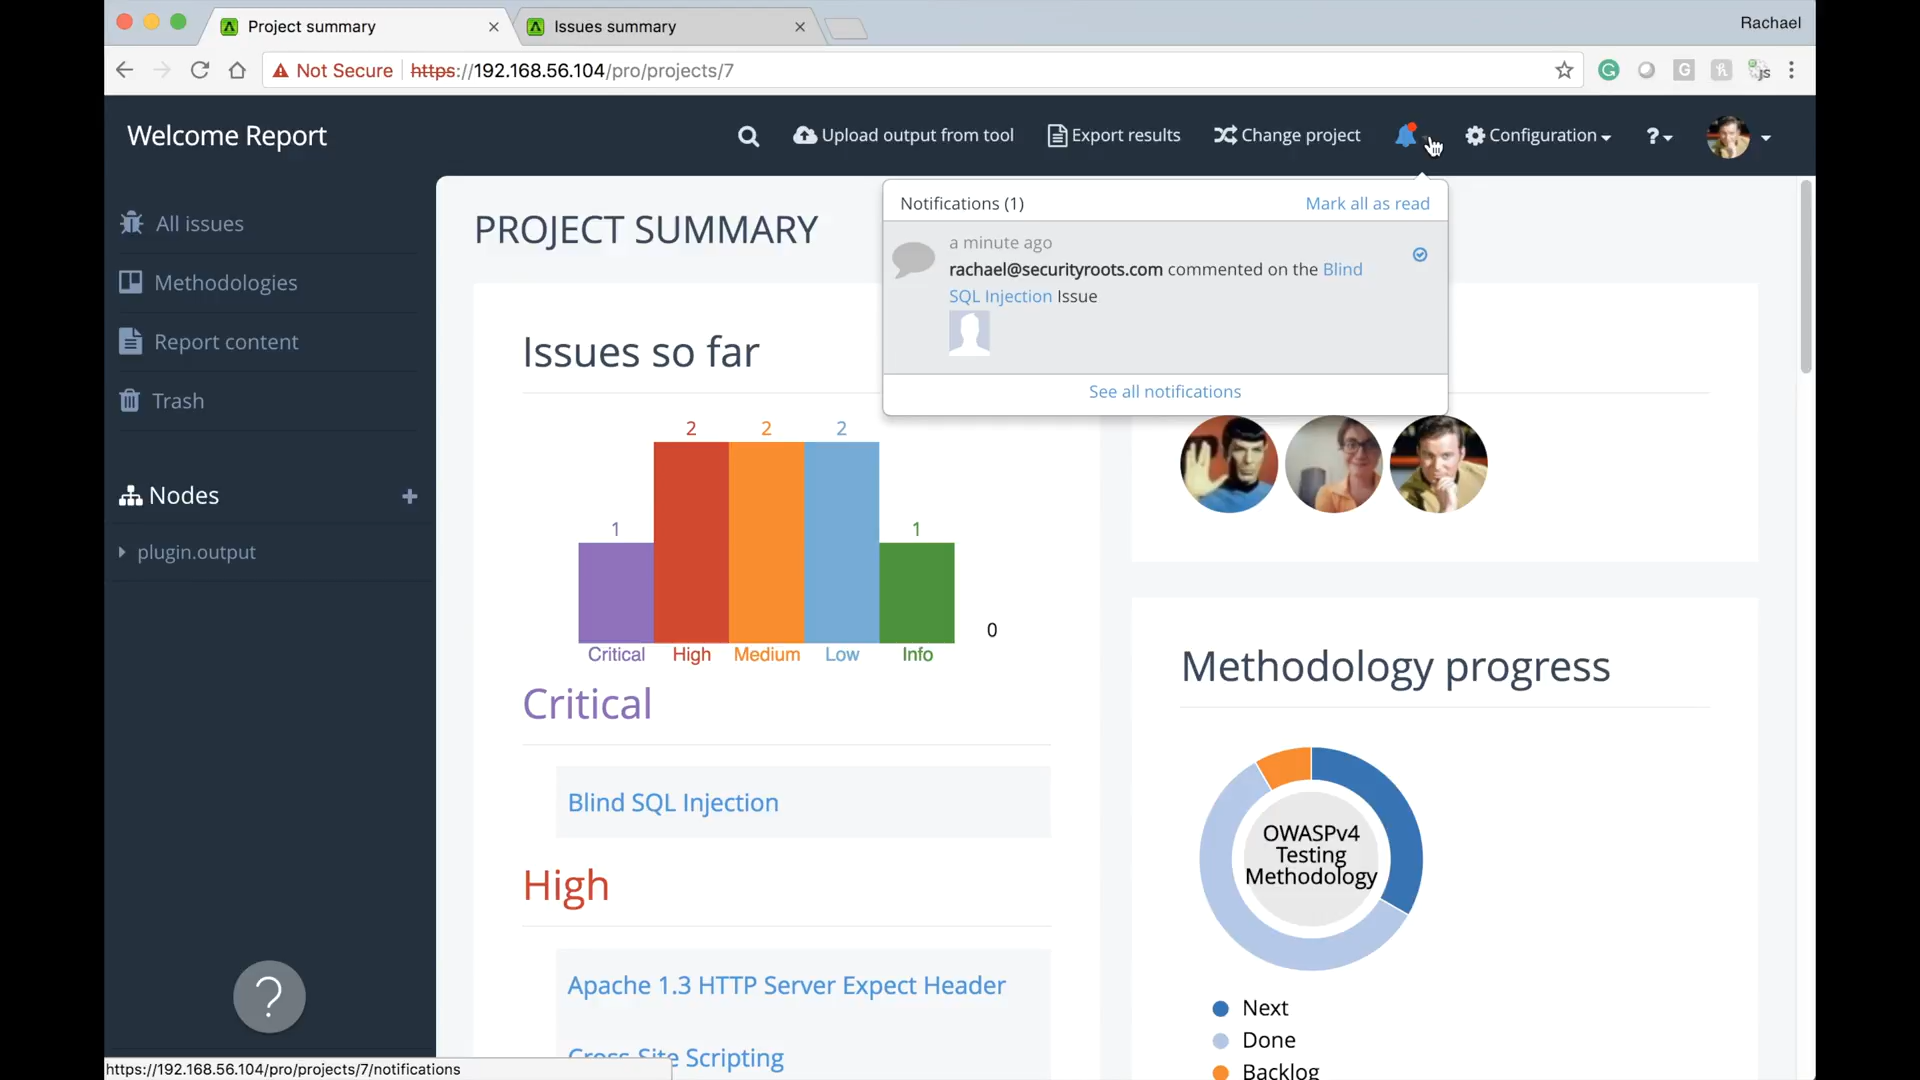 Project summary
Issues summary
Rachael
Not Secure
https://192.168.56.104/pro/projects/7
Welcome Report
Upload output from tool
Export results
Change project
Configuration
?
Notifications (1)
Mark all as read
a minute ago
rachael@securityroots.com commented on the Blind
SQL Injection Issue
See all notifications
All issues
Methodologies
Report content
Trash
Nodes
+
plugin.output
?
PROJECT SUMMARY
Issues so far
1
2
2
2
1
0
Critical
High
Medium
Low
Info
Critical
Blind SQL Injection
High
Apache 1.3 HTTP Server Expect Header
Cross-Site Scripting
Methodology progress
OWASPv4
Testing
Methodology
Next
Done
Backlog
https://192.168.56.104/pro/projects/7/notifications